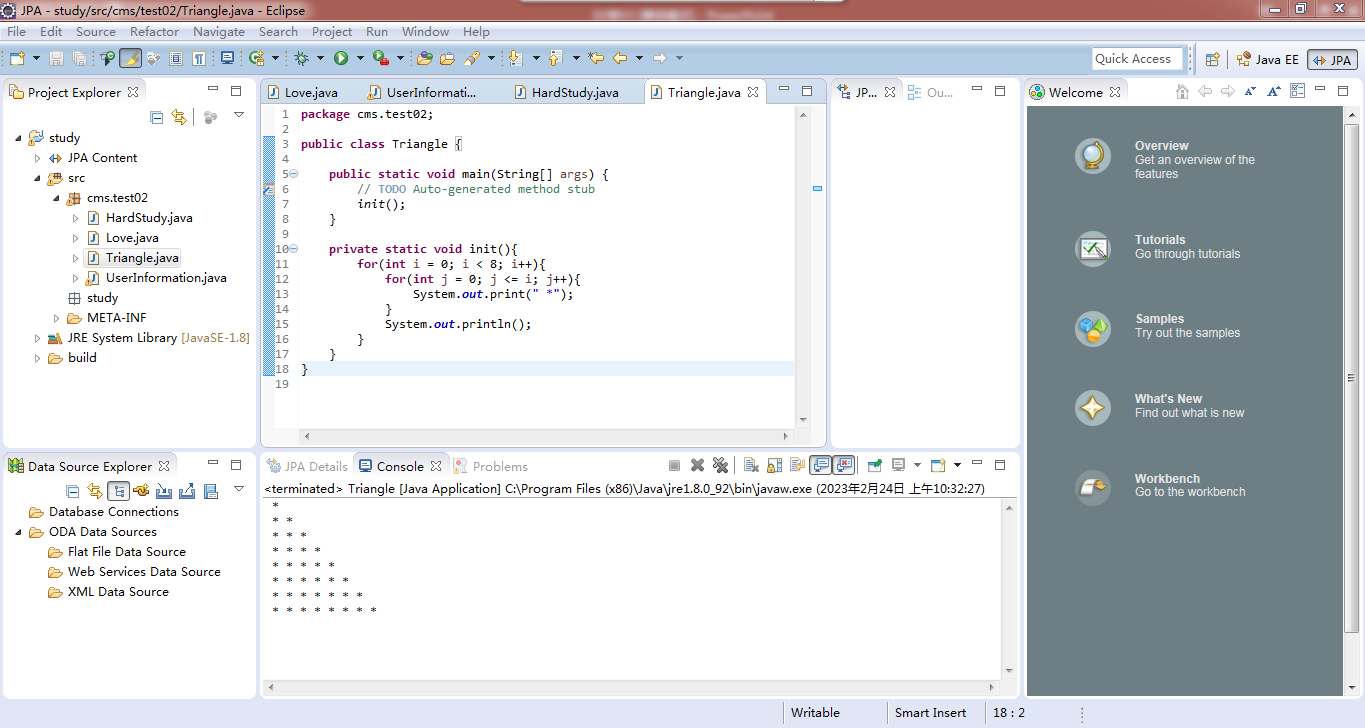 JPA - study/src/cms/test02/Triangle.java - Eclipse
File Edit Source Refactor Navigate Search Project Run Window Help
Quick Access
Java EE
JPA
Project Explorer
study
JPA Content
src
cms.test02
HardStudy.java
Love.java
Triangle.java
UserInformation.java
study
META-INF
JRE System Library [JavaSE-1.8]
build
Love.java
UserInformati...
HardStudy.java
Triangle.java
1 package cms.test02;
2
3 public class Triangle {
4
5 public static void main(String[] args) {
6 // TODO Auto-generated method stub
7 init();
8 }
9
10 private static void init(){
11 for(int i = 0; i < 8; i++){
12 for(int j = 0; j <= i; j++){
13 System.out.print(" *");
14 }
15 System.out.println();
16 }
17 }
18 }
19
JP...
Ou...
Welcome
Overview
Get an overview of the
features
Tutorials
Go through tutorials
Samples
Try out the samples
What's New
Find out what is new
Workbench
Go to the workbench
Data Source Explorer
Database Connections
ODA Data Sources
Flat File Data Source
Web Services Data Source
XML Data Source
JPA Details
Console
Problems
<terminated> Triangle [Java Application] C:\Program Files (x86)\Java\jre1.8.0_92\bin\javaw.exe (2023年2月24日 上午10:32:27)
*
* *
* * *
* * * *
* * * * *
* * * * * *
* * * * * * *
* * * * * * * *
Writable
Smart Insert
18 : 2